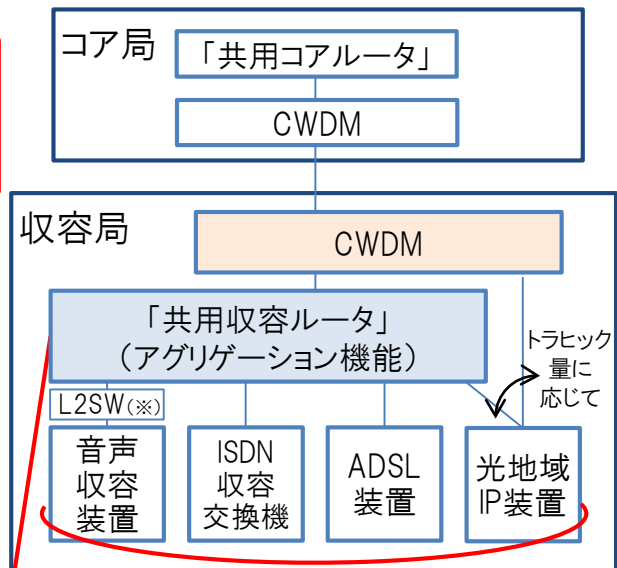 コア局
「共用コアルータ」
CWDM
収容局
CWDM
「共用収容ルータ」
（アグリゲーション機能）
トラヒック
量に
応じて
L2SW(※)
音声
収容
装置
ISDN
収容
交換機
ADSL
装置
光地域
IP装置